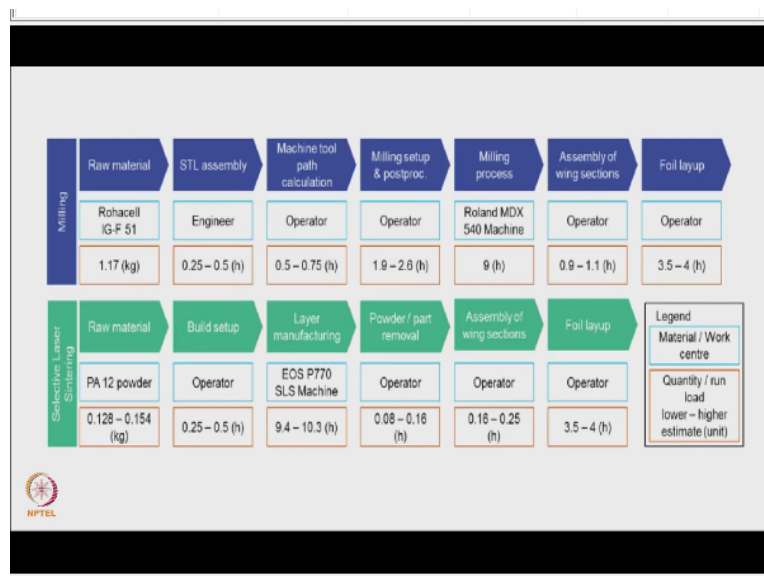 Milling
Raw material
STL assembly
Machine tool
path
calculation
Milling setup
& postproc.
Milling
process
Assembly of
wing sections
Foil layup
Rohacell
IG-F 51
Engineer
Operator
Operator
Roland MDX
540 Machine
Operator
Operator
1.17 (kg)
0.25 – 0.5 (h)
0.5 – 0.75 (h)
1.9 – 2.6 (h)
9 (h)
0.9 – 1.1 (h)
3.5 – 4 (h)
Selective Laser
Sintering
Raw material
Build setup
Layer
manufacturing
Powder / part
removal
Assembly of
wing sections
Foil layup
PA 12 powder
Operator
EOS P770
SLS Machine
Operator
Operator
Operator
0.128 – 0.154
(kg)
0.25 – 0.5 (h)
9.4 – 10.3 (h)
0.08 – 0.16
(h)
0.16 – 0.25
(h)
3.5 – 4 (h)
Legend
Material / Work
centre
Quantity / run
load
lower – higher
estimate (unit)
NPTEL